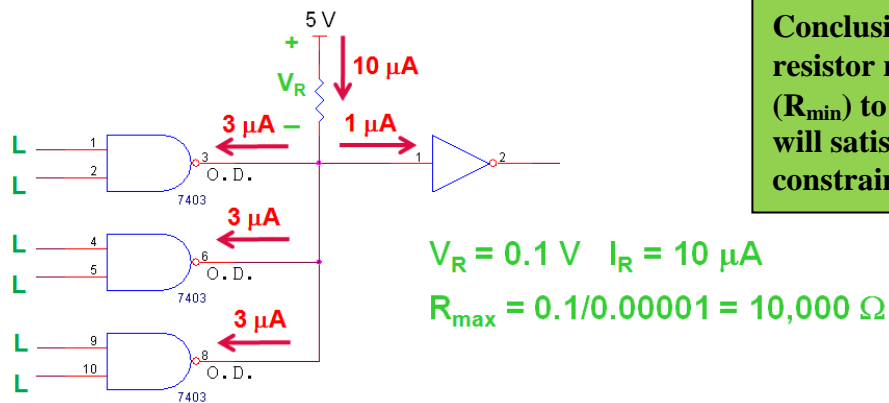 5 V
+
10 μA
V_R
3 μA – 1 μA
L 1
L 2
3
O.D.
7403
1 2
3 μA
L 4
L 5
6
O.D.
7403
3 μA
L 9
L 10
8
O.D.
7403
V_R = 0.1 V I_R = 10 μA
R_max = 0.1/0.00001 = 10,000 Ω
resistor
(R_min) to
will satis
constrain